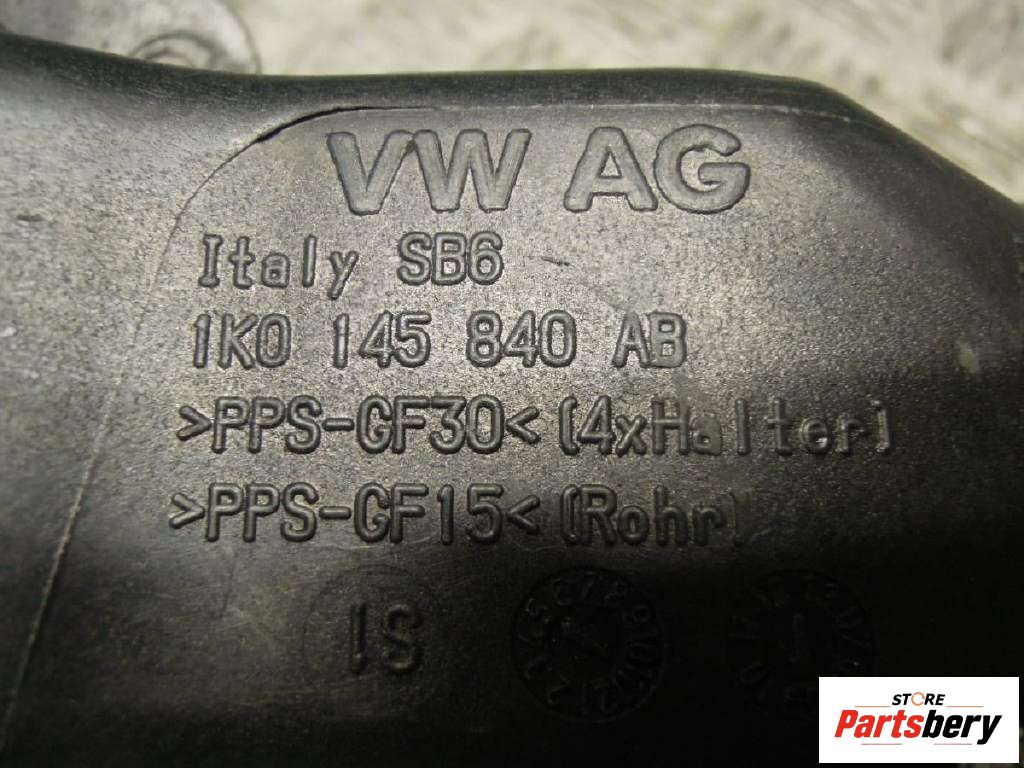 VW AG
Italy SB6
1K0 145 840 AB
>PPS-GF30< (4xHalter)
>PPS-GF15< (Rohr)
IS
STORE
Partsbery